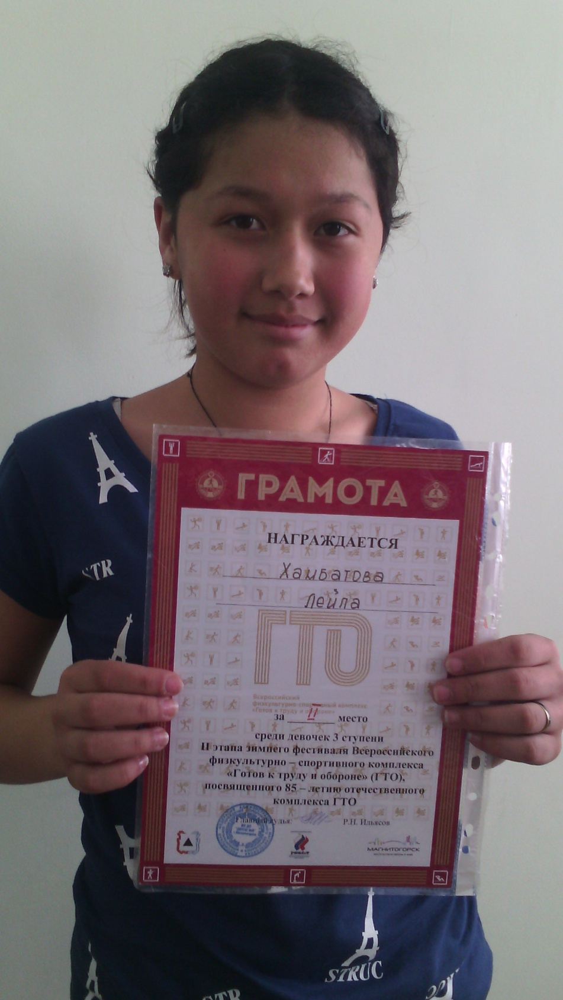 ГРАМОТА
НАГРАЖДАЕТСЯ
Хамбатова
Лейла
ГТО
Всероссийский
физкультурно-спортивный комплекс
«Готов к труду и обороне»
за II место
среди девочек 3 ступени
II этапа зимнего фестиваля Всероссийского
физкультурно – спортивного комплекса
«Готов к труду и обороне» (ГТО),
посвященного 85 – летию отечественного
комплекса ГТО
Главный судья: Р.Н. Ильясов
МАГНИТОГОРСК
STR
STRUC
STR